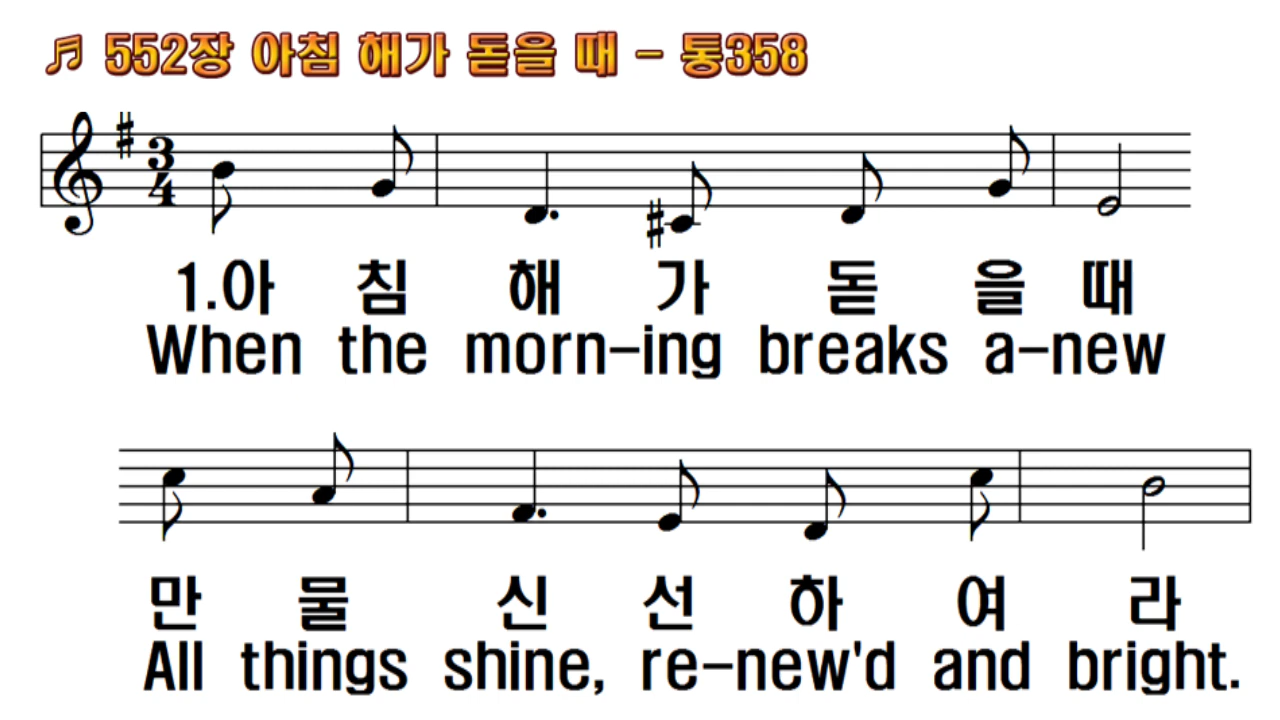 ♬ 552장 아침 해가 돋을 때 - 통358
3
4
1.아 침 해 가 돋 을 때
When the morn-ing breaks a-new
만 물 신 선 하 여 라
All things shine, re-new'd and bright.